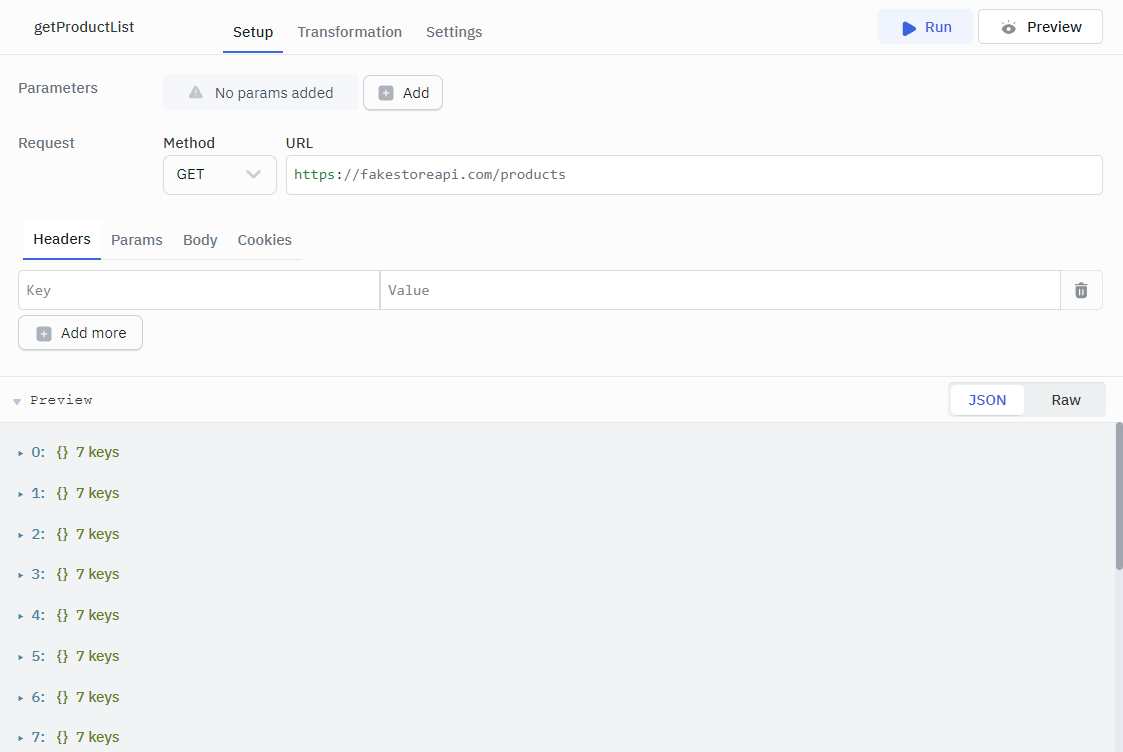 getProductList
Setup Transformation Settings
Run
Preview
Parameters
No params added
Add
Request
Method
URL
GET
https://fakestoreapi.com/products
Headers Params Body Cookies
Key
Value
Add more
Preview
JSON
Raw
0: {} 7 keys
1: {} 7 keys
2: {} 7 keys
3: {} 7 keys
4: {} 7 keys
5: {} 7 keys
6: {} 7 keys
7: {} 7 keys